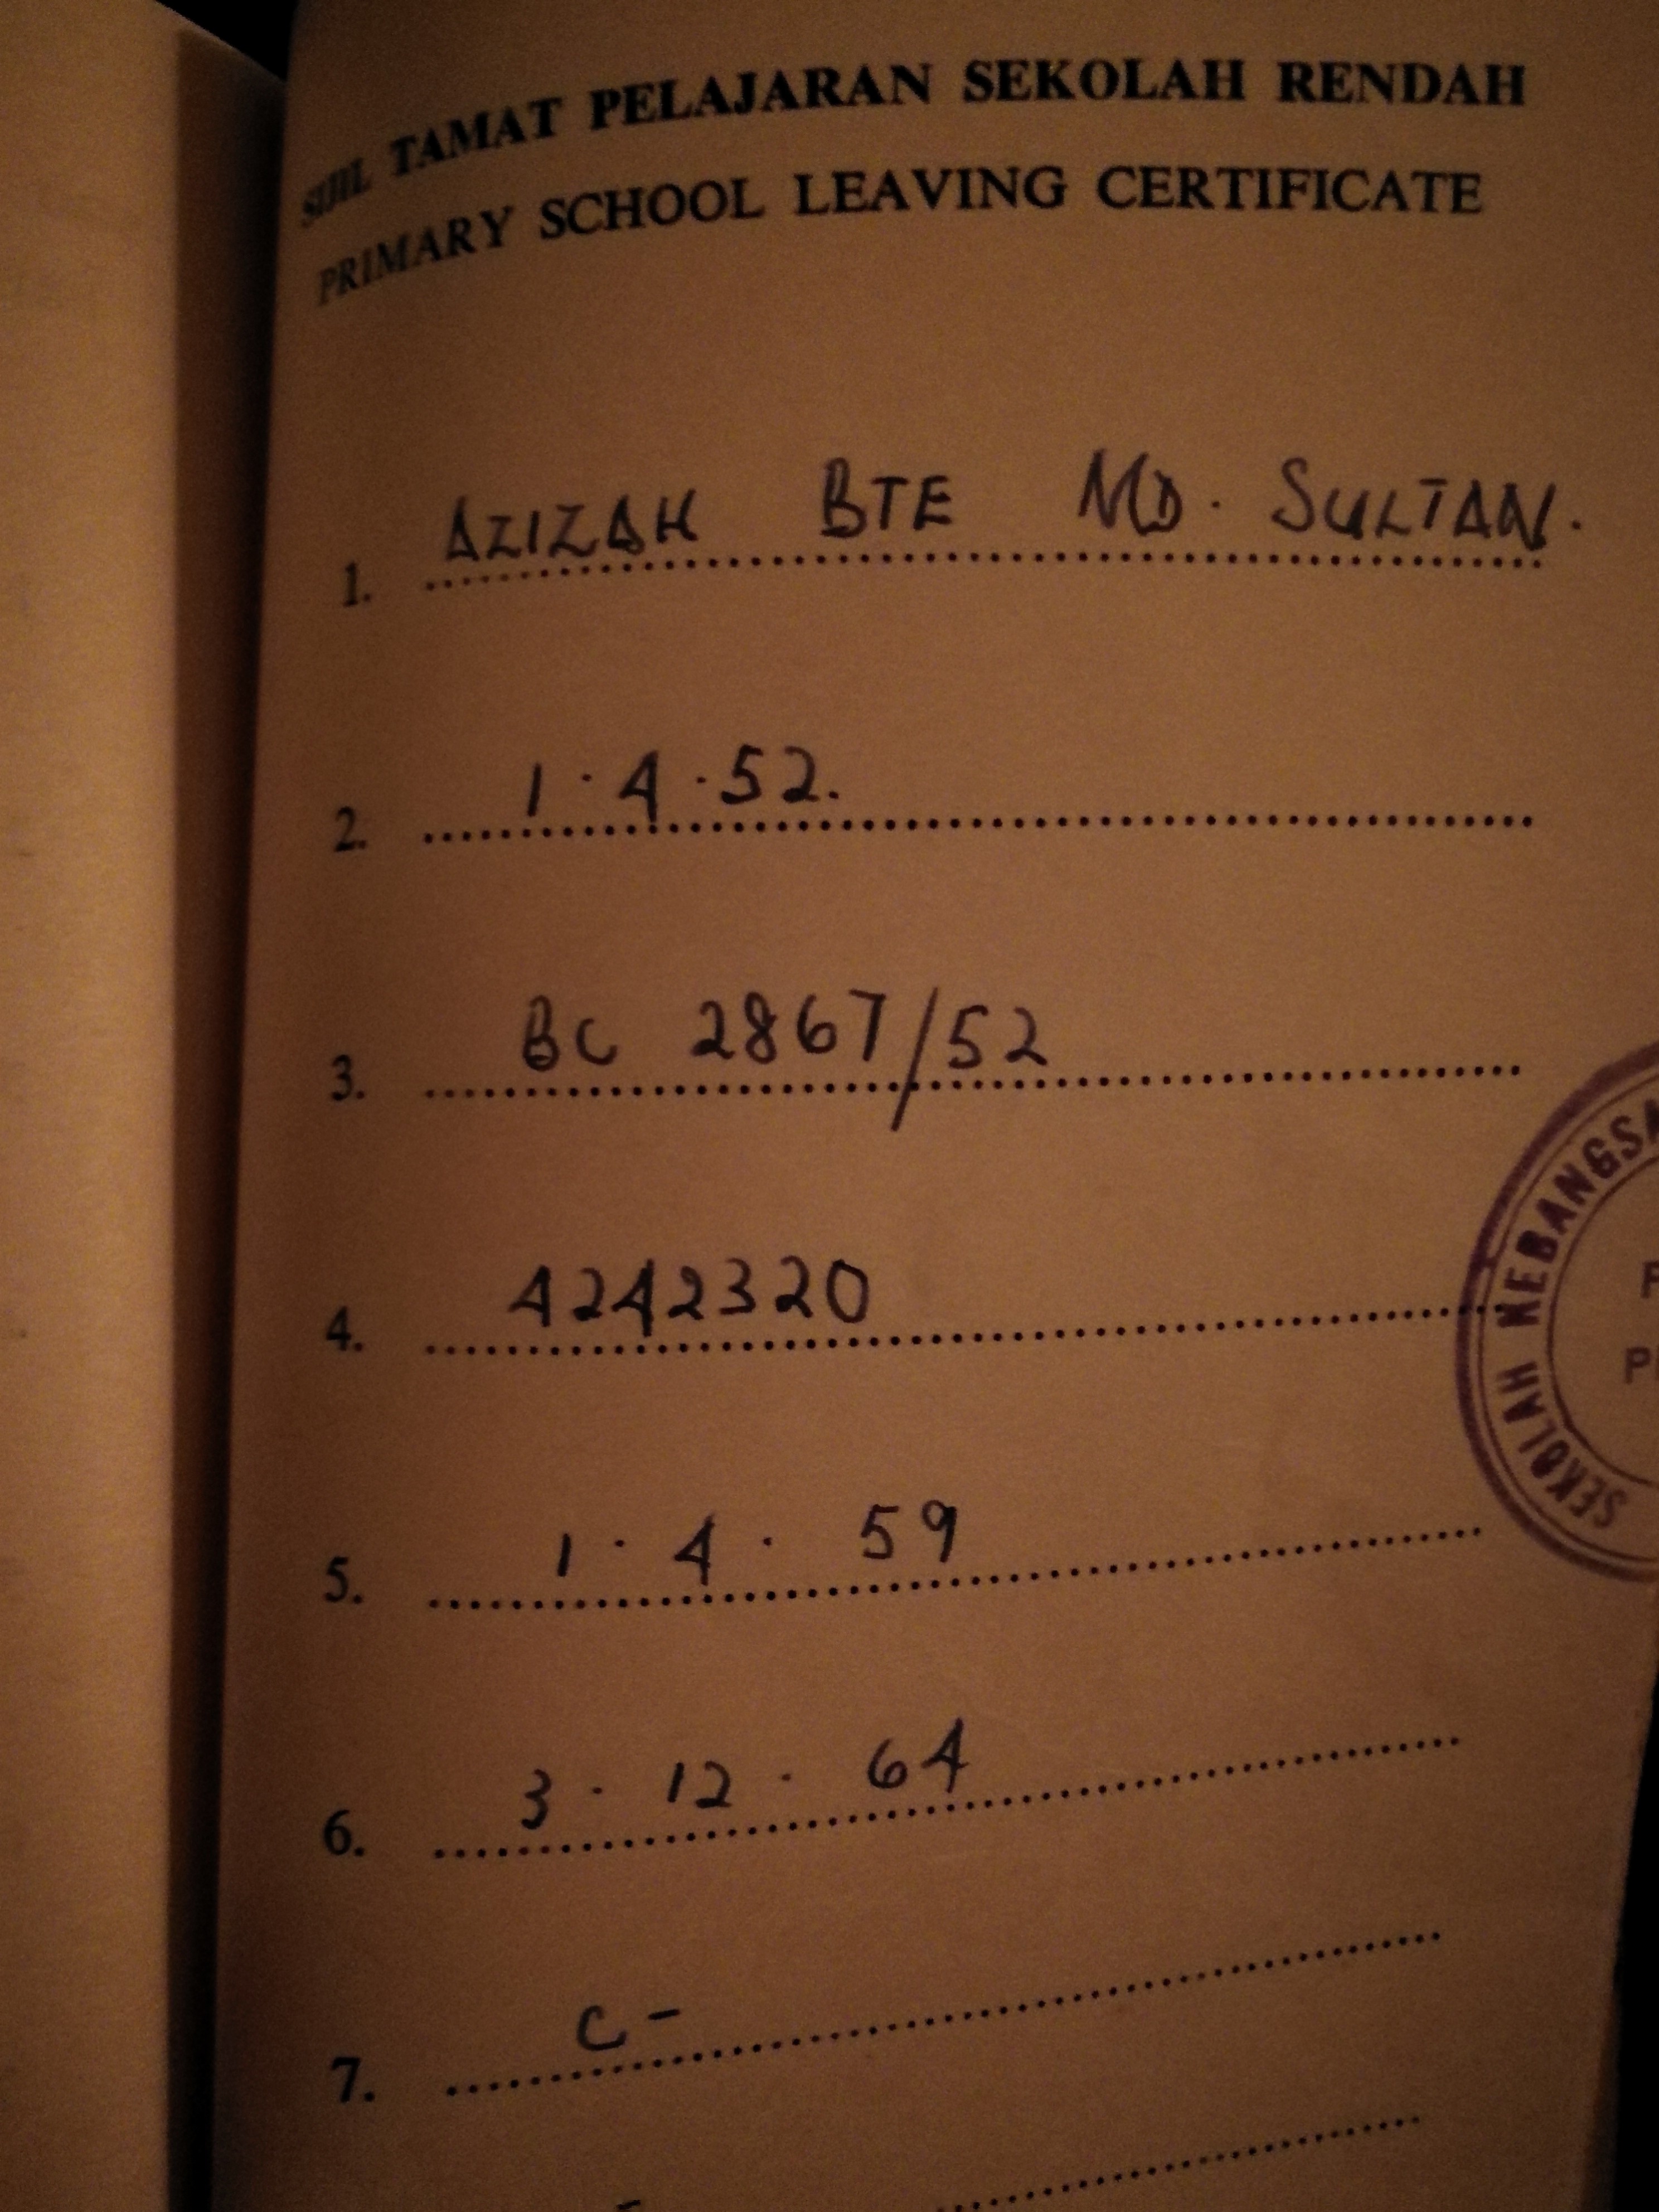 SIJIL TAMAT PELAJARAN SEKOLAH RENDAH
PRIMARY SCHOOL LEAVING CERTIFICATE
1. AZIZAH BTE MD. SULTAN.
2. 1.4.52.
3. BC 2867/52
4. 4242320
5. 1.4.59
SEKOLAH KEBANGSA
6. 3.12.64
7. C-